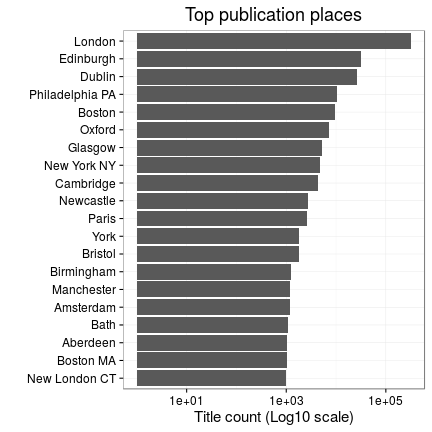 Top publication places
London
Edinburgh
Dublin
Philadelphia PA
Boston
Oxford
Glasgow
New York NY
Cambridge
Newcastle
Paris
York
Bristol
Birmingham
Manchester
Amsterdam
Bath
Aberdeen
Boston MA
New London CT
1e+01 1e+03 1e+05
Title count (Log10 scale)